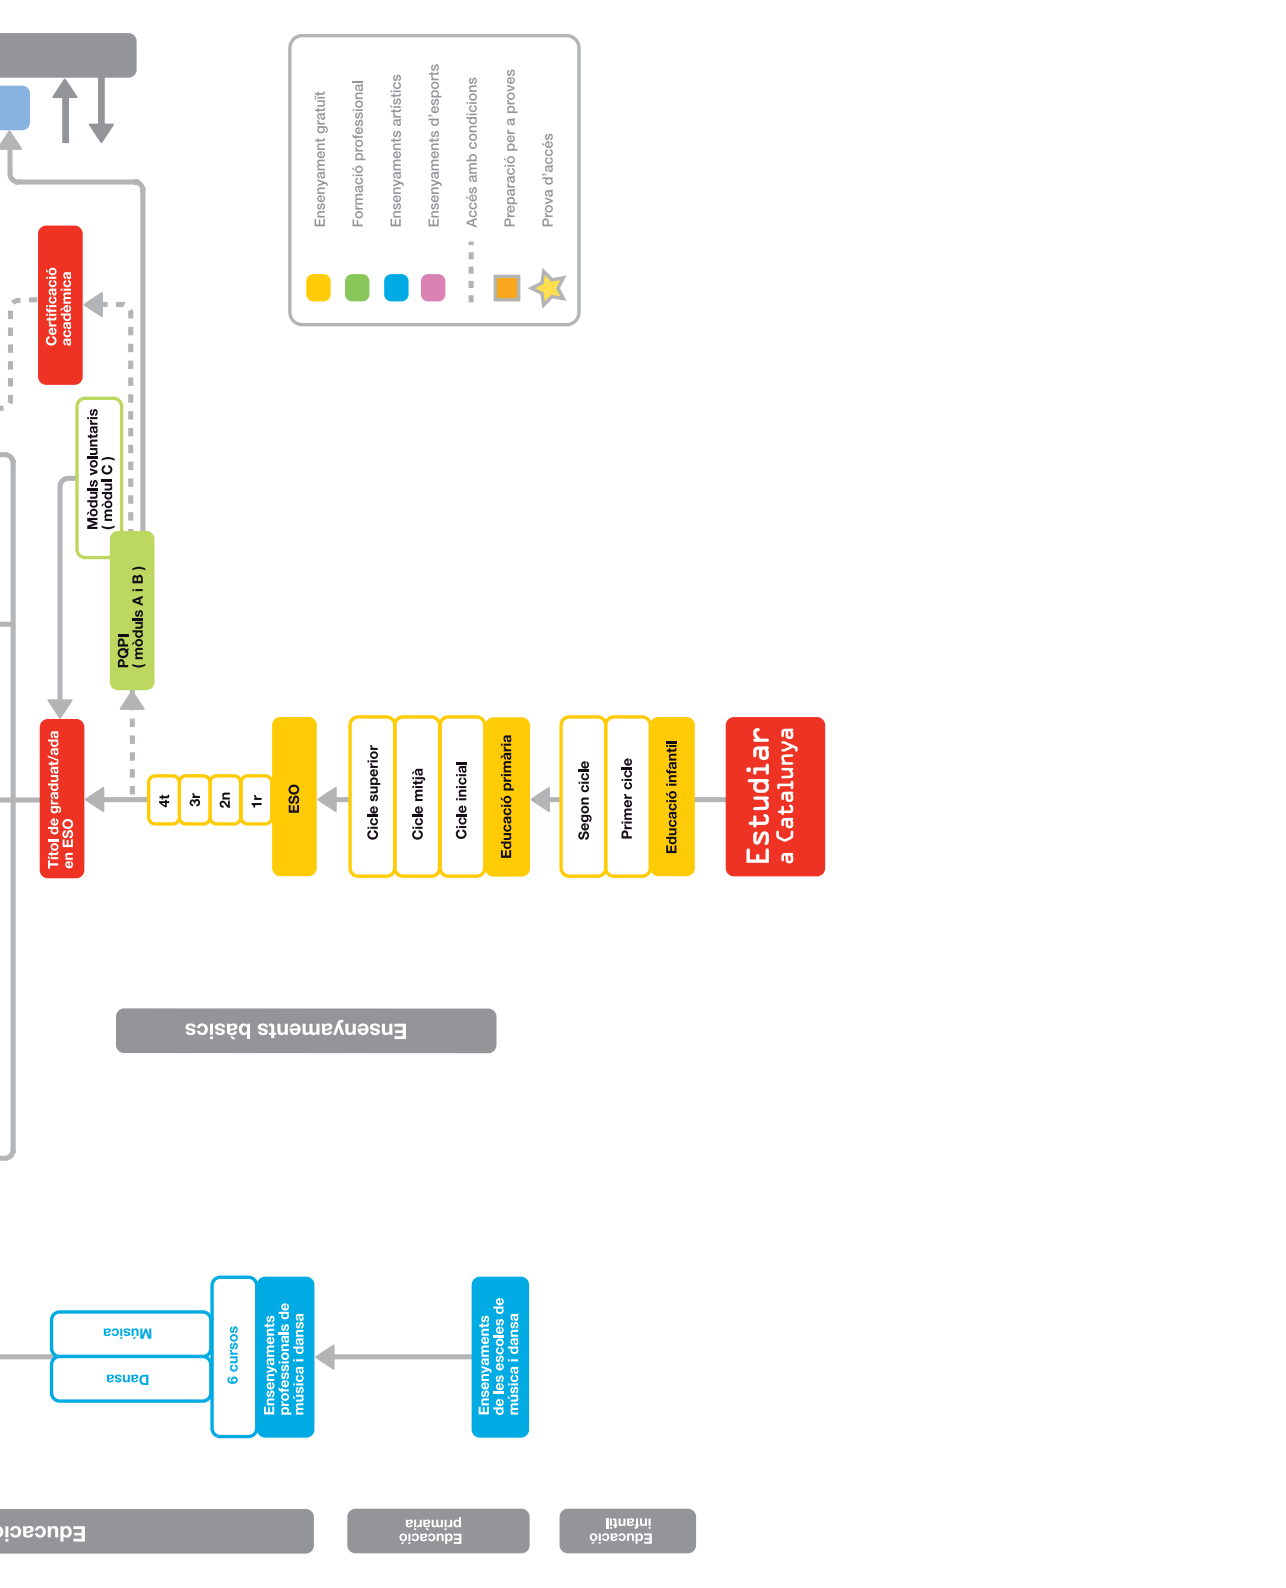 Ensenyament gratuït
Formació professional
Ensenyaments artístics
Ensenyaments d'esports
Accés amb condicions
Preparació per a proves
Prova d'accés
Certificació
acadèmica
Mòduls voluntaris
( mòdul C )
PQPI
( mòduls A i B )
Títol de graduat/ada
en ESO
4t
3r
2n
1r
ESO
Cicle superior
Cicle mitjà
Cicle inicial
Educació primària
Segon cicle
Primer cicle
Educació infantil
Estudiar
a Catalunya
Ensenyaments bàsics
Música
Dansa
6 cursos
Ensenyaments
professionals de
música i dansa
Ensenyaments
de les escoles de
música i dansa
Educació
Educació
primària
Educació
infantil